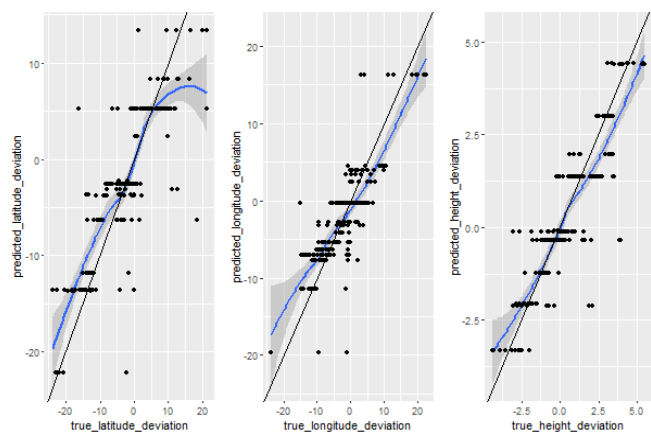 predicted_latitude_deviation
10
0
-10
-20
-20 -10 0 10 20
true_latitude_deviation
predicted_longitude_deviation
20
10
0
-10
-20
-20 -10 0 10 20
true_longitude_deviation
predicted_height_deviation
5.0
2.5
0.0
-2.5
-2.5 0.0 2.5 5.0
true_height_deviation